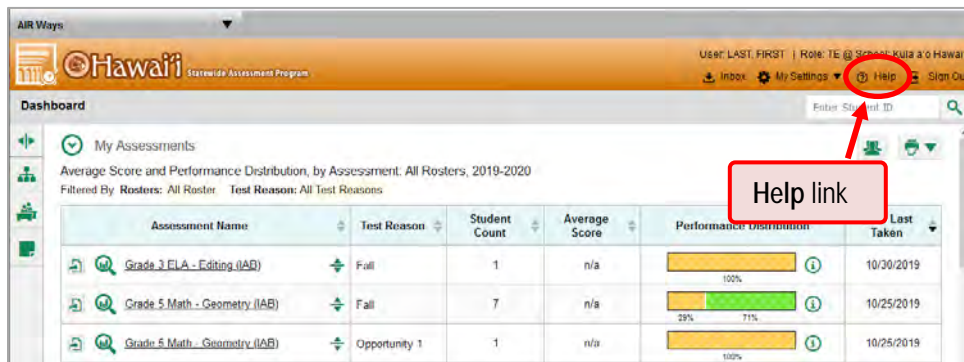 AIR Ways
Hawai'i Statewide Assessment Program
User: LAST, FIRST | Role: TE @ School: Kula a'o Hawai
Inbox My Settings Help Sign Ou
Dashboard
Enter Student ID
My Assessments
Average Score and Performance Distribution, by Assessment: All Rosters, 2019-2020
Filtered By Rosters: All Roster Test Reason: All Test Reasons
Help link
Assessment Name Test Reason Student Count Average Score Performance Distribution Last Taken
Grade 3 ELA - Editing (IAB) Fall 1 n/a 10/30/2019
100%
Grade 5 Math - Geometry (IAB) Fall 7 n/a 10/25/2019
29% 71%
Grade 5 Math - Geometry (IAB) Opportunity 1 1 n/a 10/25/2019
100%